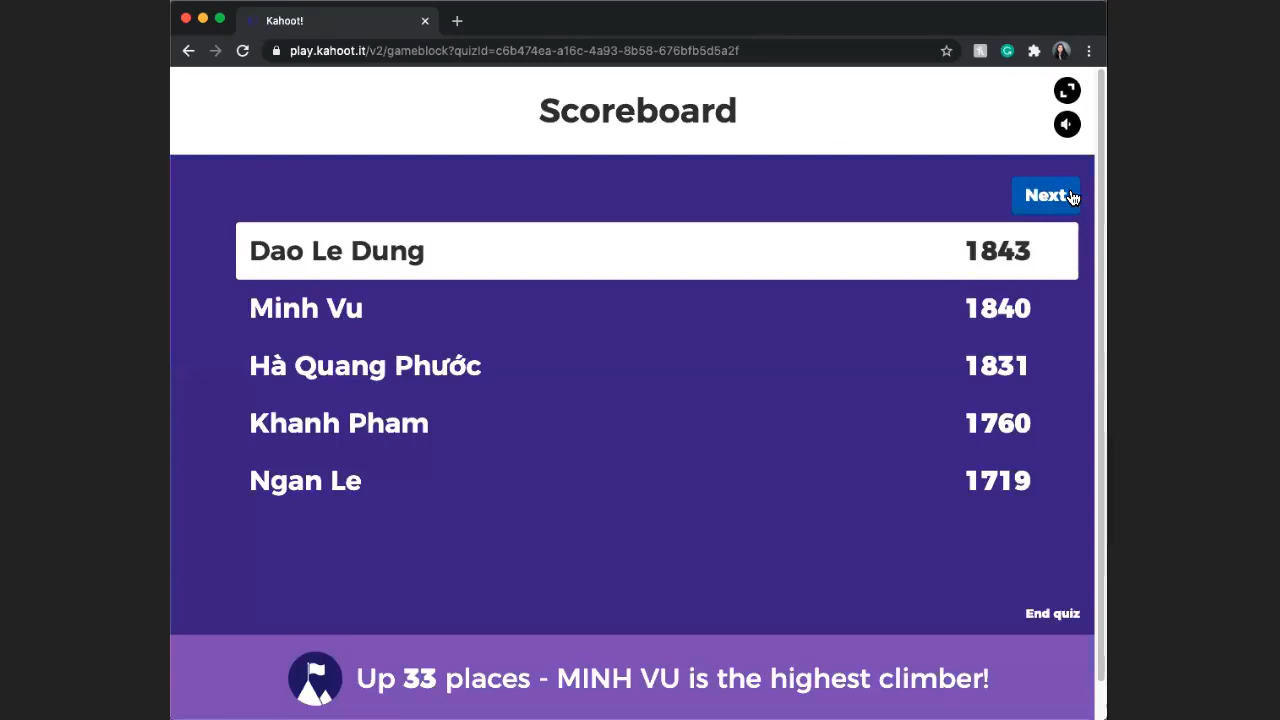 Kahoot!
play.kahoot.it/v2/gameblock?quizId=c6b474ea-a16c-4a93-8b58-676bfb5d5a2f
Scoreboard
Next
Dao Le Dung 1843
Minh Vu 1840
Hà Quang Phước 1831
Khanh Pham 1760
Ngan Le 1719
End quiz
Up 33 places - MINH VU is the highest climber!